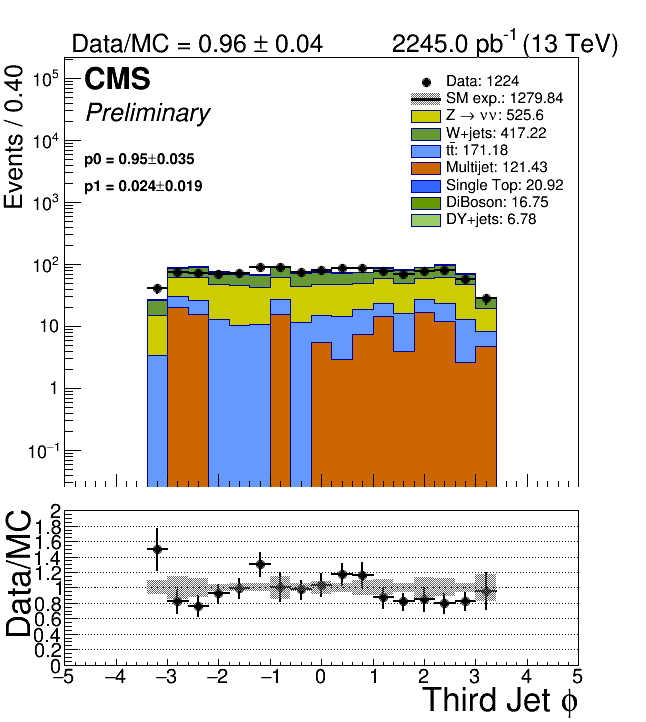 Data/MC = 0.96 ± 0.04 2245.0 pb⁻¹ (13 TeV)
CMS
Preliminary
p0 = 0.95±0.035
p1 = 0.024±0.019
Data: 1224
SM exp.: 1279.84
Z → νν: 525.6
W+jets: 417.22
tt̄: 171.18
Multijet: 121.43
Single Top: 20.92
DiBoson: 16.75
DY+jets: 6.78
Events / 0.40
10⁵
10⁴
10³
10²
10
1
10⁻¹
Data/MC
2
1.8
1.6
1.4
1.2
1
0.8
0.6
0.4
0.2
0
−5 −4 −3 −2 −1 0 1 2 3 4 5
Third Jet ϕ